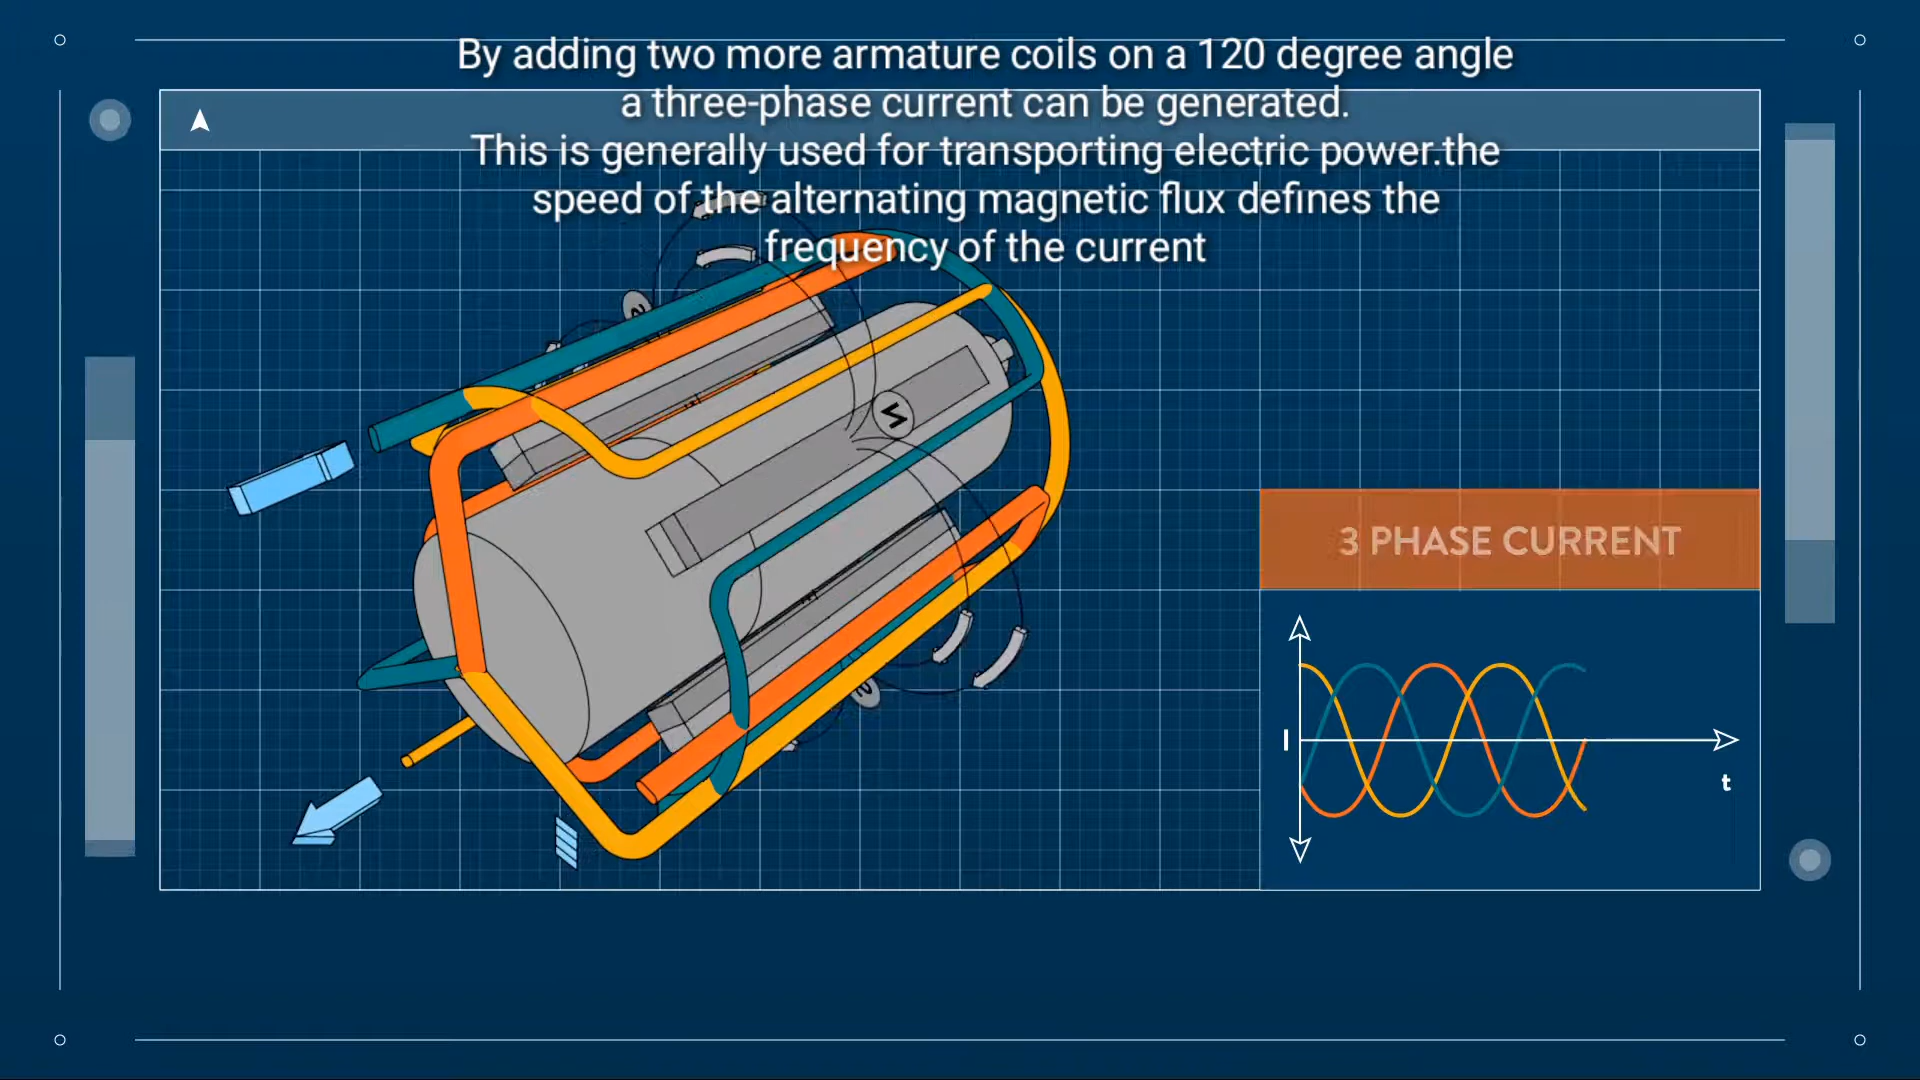 By adding two more armature coils on a 120 degree angle
a three-phase current can be generated.
This is generally used for transporting electric power.the
speed of the alternating magnetic flux defines the
frequency of the current
N
3 PHASE CURRENT
I
t